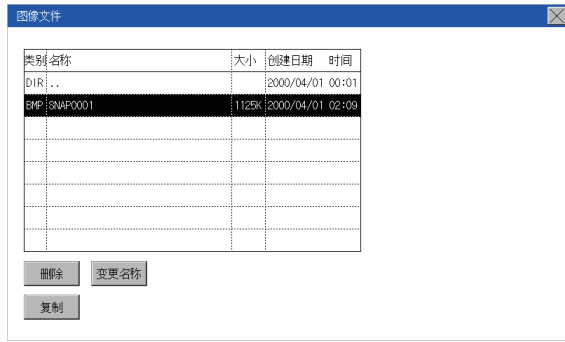 图像文件
类别 名称 大小 创建日期 时间
DIR .. 2000/04/01 00:01
BMP SNAP0001 1125K 2000/04/01 02:09
删除 变更名称
复制